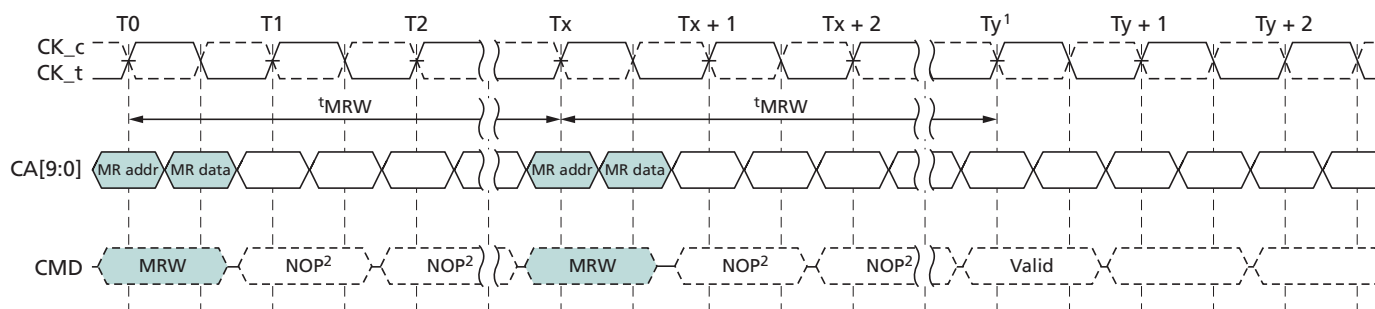 T0 T1 T2 Tx Tx + 1 Tx + 2 Ty¹ Ty + 1 Ty + 2
CK_c
CK_t
ᵗMRW ᵗMRW
CA[9:0] MR addr MR data MR addr MR data
CMD MRW NOP² NOP² MRW NOP² NOP² Valid